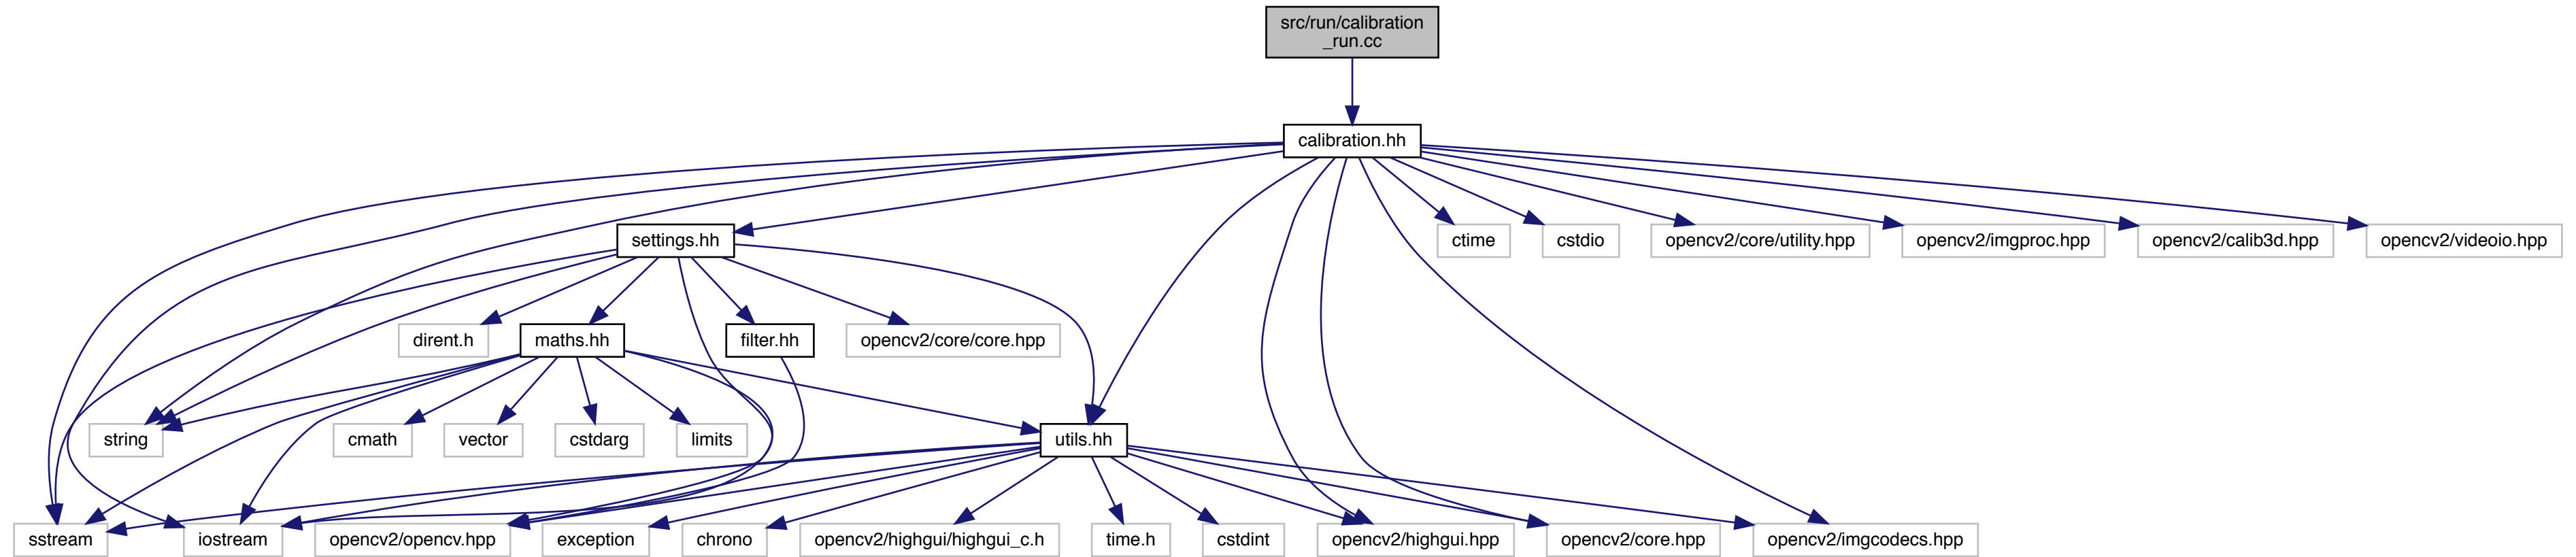 src/run/calibration
_run.cc
calibration.hh
settings.hh
ctime
cstdio
opencv2/core/utility.hpp
opencv2/imgproc.hpp
opencv2/calib3d.hpp
opencv2/videoio.hpp
dirent.h
maths.hh
filter.hh
opencv2/core/core.hpp
string
cmath
vector
cstdarg
limits
utils.hh
sstream
iostream
opencv2/opencv.hpp
exception
chrono
opencv2/highgui/highgui_c.h
time.h
cstdint
opencv2/highgui.hpp
opencv2/core.hpp
opencv2/imgcodecs.hpp